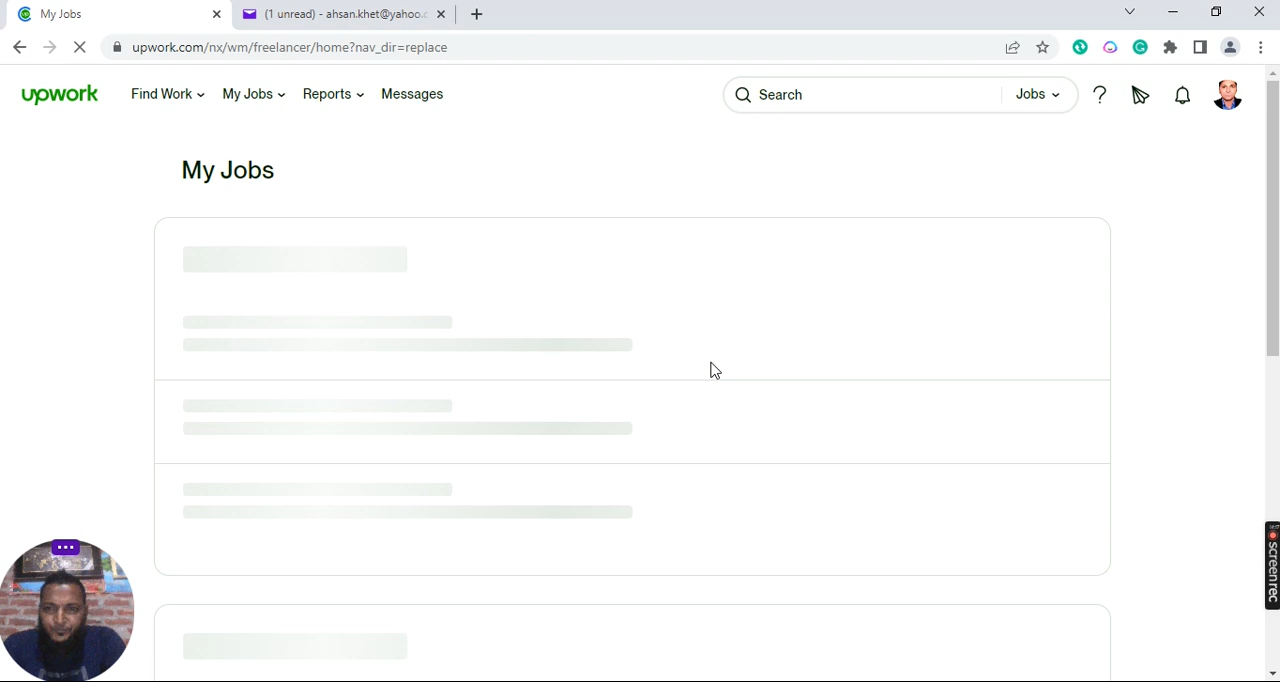 My Jobs
(1 unread) - ahsan.khet@yahoo.c
upwork.com/nx/wm/freelancer/home?nav_dir=replace
upwork
Find Work
My Jobs
Reports
Messages
Search
Jobs
My Jobs
screenrec